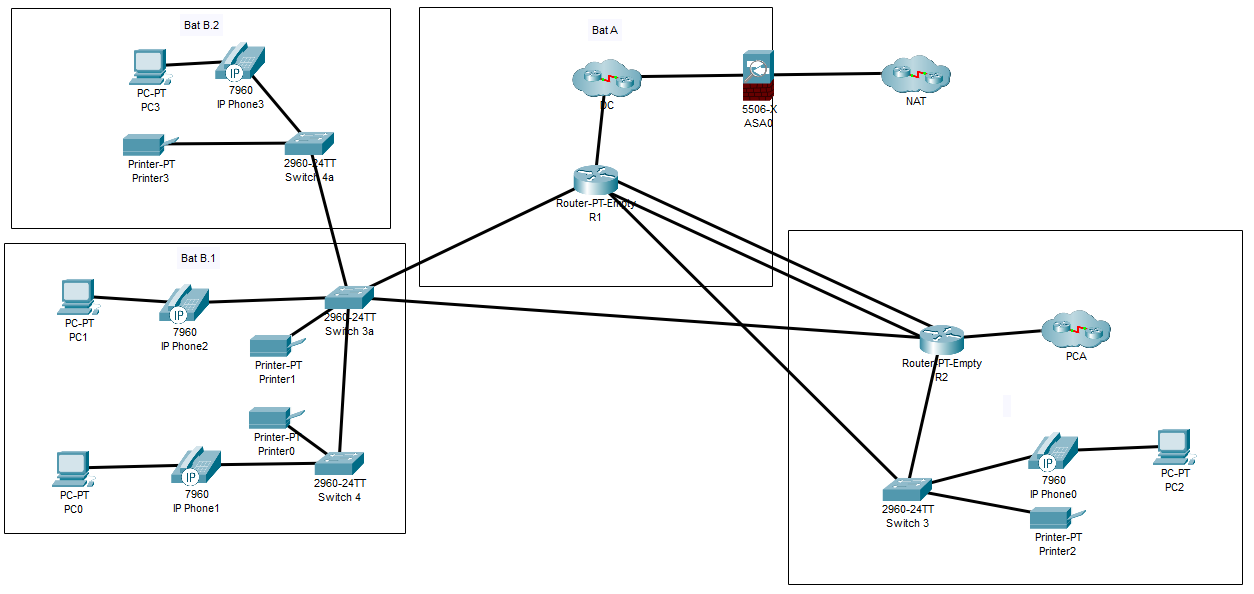 Bat B.2
IP
PC-PT
PC3
7960
IP Phone3
Printer-PT
Printer3
2960-24TT
Switch 4a
Bat A
DC
5506-X
ASA0
NAT
Router-PT-Empty
R1
Bat B.1
IP
PC-PT
PC1
7960
IP Phone2
2960-24TT
Switch 3a
Printer-PT
Printer1
Printer-PT
Printer0
IP
PC-PT
PC0
7960
IP Phone1
2960-24TT
Switch 4
Router-PT-Empty
R2
PCA
IP
7960
IP Phone0
PC-PT
PC2
2960-24TT
Switch 3
Printer-PT
Printer2